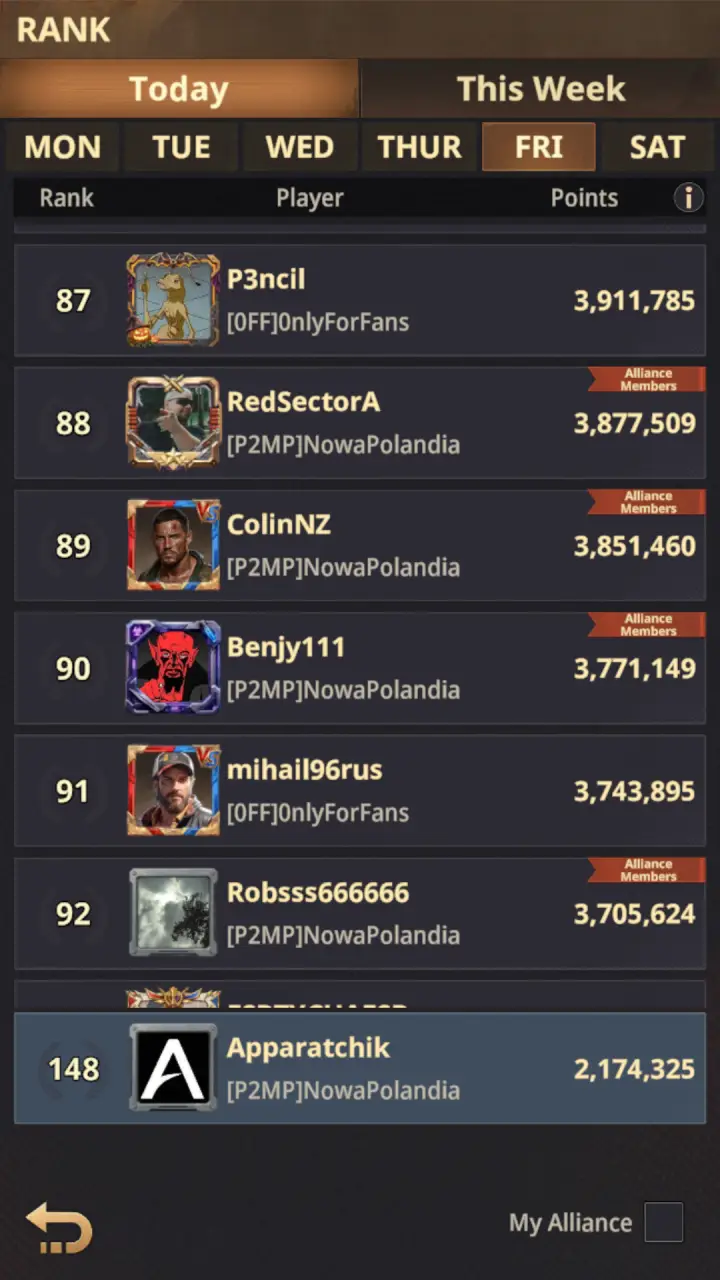 RANK
Today This Week
MON TUE WED THUR FRI SAT
Rank Player Points i
87 P3ncil 3,911,785
[0FF]0nlyForFans
Alliance Members
88 RedSectorA 3,877,509
[P2MP]NowaPolandia
Alliance Members
89 ColinNZ 3,851,460
[P2MP]NowaPolandia
Alliance Members
90 Benjy111 3,771,149
[P2MP]NowaPolandia
91 mihail96rus 3,743,895
[0FF]0nlyForFans
Alliance Members
92 Robsss666666 3,705,624
[P2MP]NowaPolandia
148 Apparatchik 2,174,325
[P2MP]NowaPolandia
My Alliance